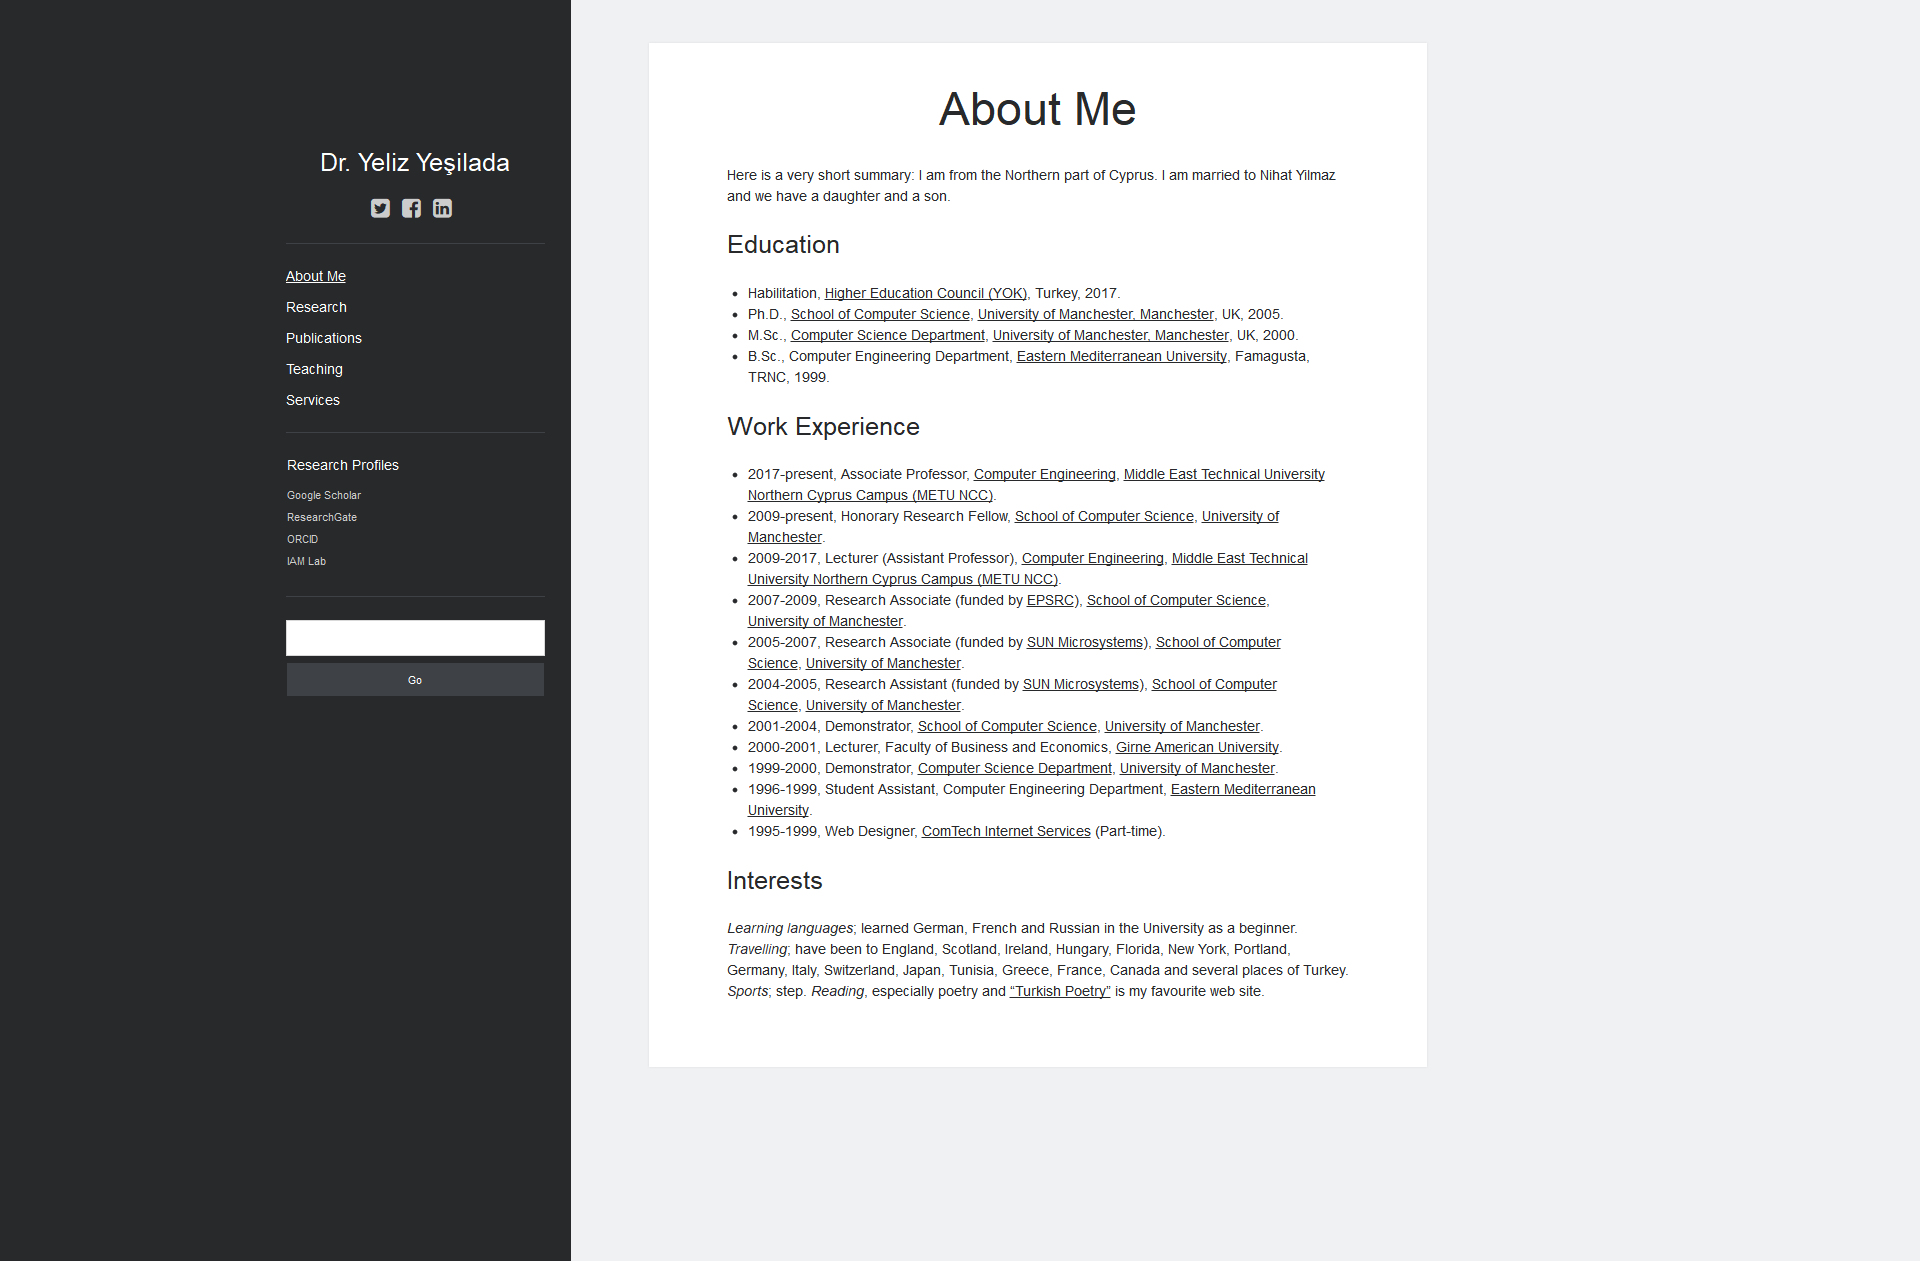 Dr. Yeliz Yeşilada
About Me
Research
Publications
Teaching
Services
Research Profiles
Google Scholar
ResearchGate
ORCID
IAM Lab
Go
About Me
Here is a very short summary: I am from the Northern part of Cyprus. I am married to Nihat Yilmaz
and we have a daughter and a son.
Education
• Habilitation, Higher Education Council (YOK), Turkey, 2017.
• Ph.D., School of Computer Science, University of Manchester, Manchester, UK, 2005.
• M.Sc., Computer Science Department, University of Manchester, Manchester, UK, 2000.
• B.Sc., Computer Engineering Department, Eastern Mediterranean University, Famagusta,
TRNC, 1999.
Work Experience
• 2017-present, Associate Professor, Computer Engineering, Middle East Technical University
Northern Cyprus Campus (METU NCC).
• 2009-present, Honorary Research Fellow, School of Computer Science, University of
Manchester.
• 2009-2017, Lecturer (Assistant Professor), Computer Engineering, Middle East Technical
University Northern Cyprus Campus (METU NCC).
• 2007-2009, Research Associate (funded by EPSRC), School of Computer Science,
University of Manchester.
• 2005-2007, Research Associate (funded by SUN Microsystems), School of Computer
Science, University of Manchester.
• 2004-2005, Research Assistant (funded by SUN Microsystems), School of Computer
Science, University of Manchester.
• 2001-2004, Demonstrator, School of Computer Science, University of Manchester.
• 2000-2001, Lecturer, Faculty of Business and Economics, Girne American University.
• 1999-2000, Demonstrator, Computer Science Department, University of Manchester.
• 1996-1999, Student Assistant, Computer Engineering Department, Eastern Mediterranean
University.
• 1995-1999, Web Designer, ComTech Internet Services (Part-time).
Interests
Learning languages; learned German, French and Russian in the University as a beginner.
Travelling; have been to England, Scotland, Ireland, Hungary, Florida, New York, Portland,
Germany, Italy, Switzerland, Japan, Tunisia, Greece, France, Canada and several places of Turkey.
Sports; step. Reading, especially poetry and “Turkish Poetry” is my favourite web site.